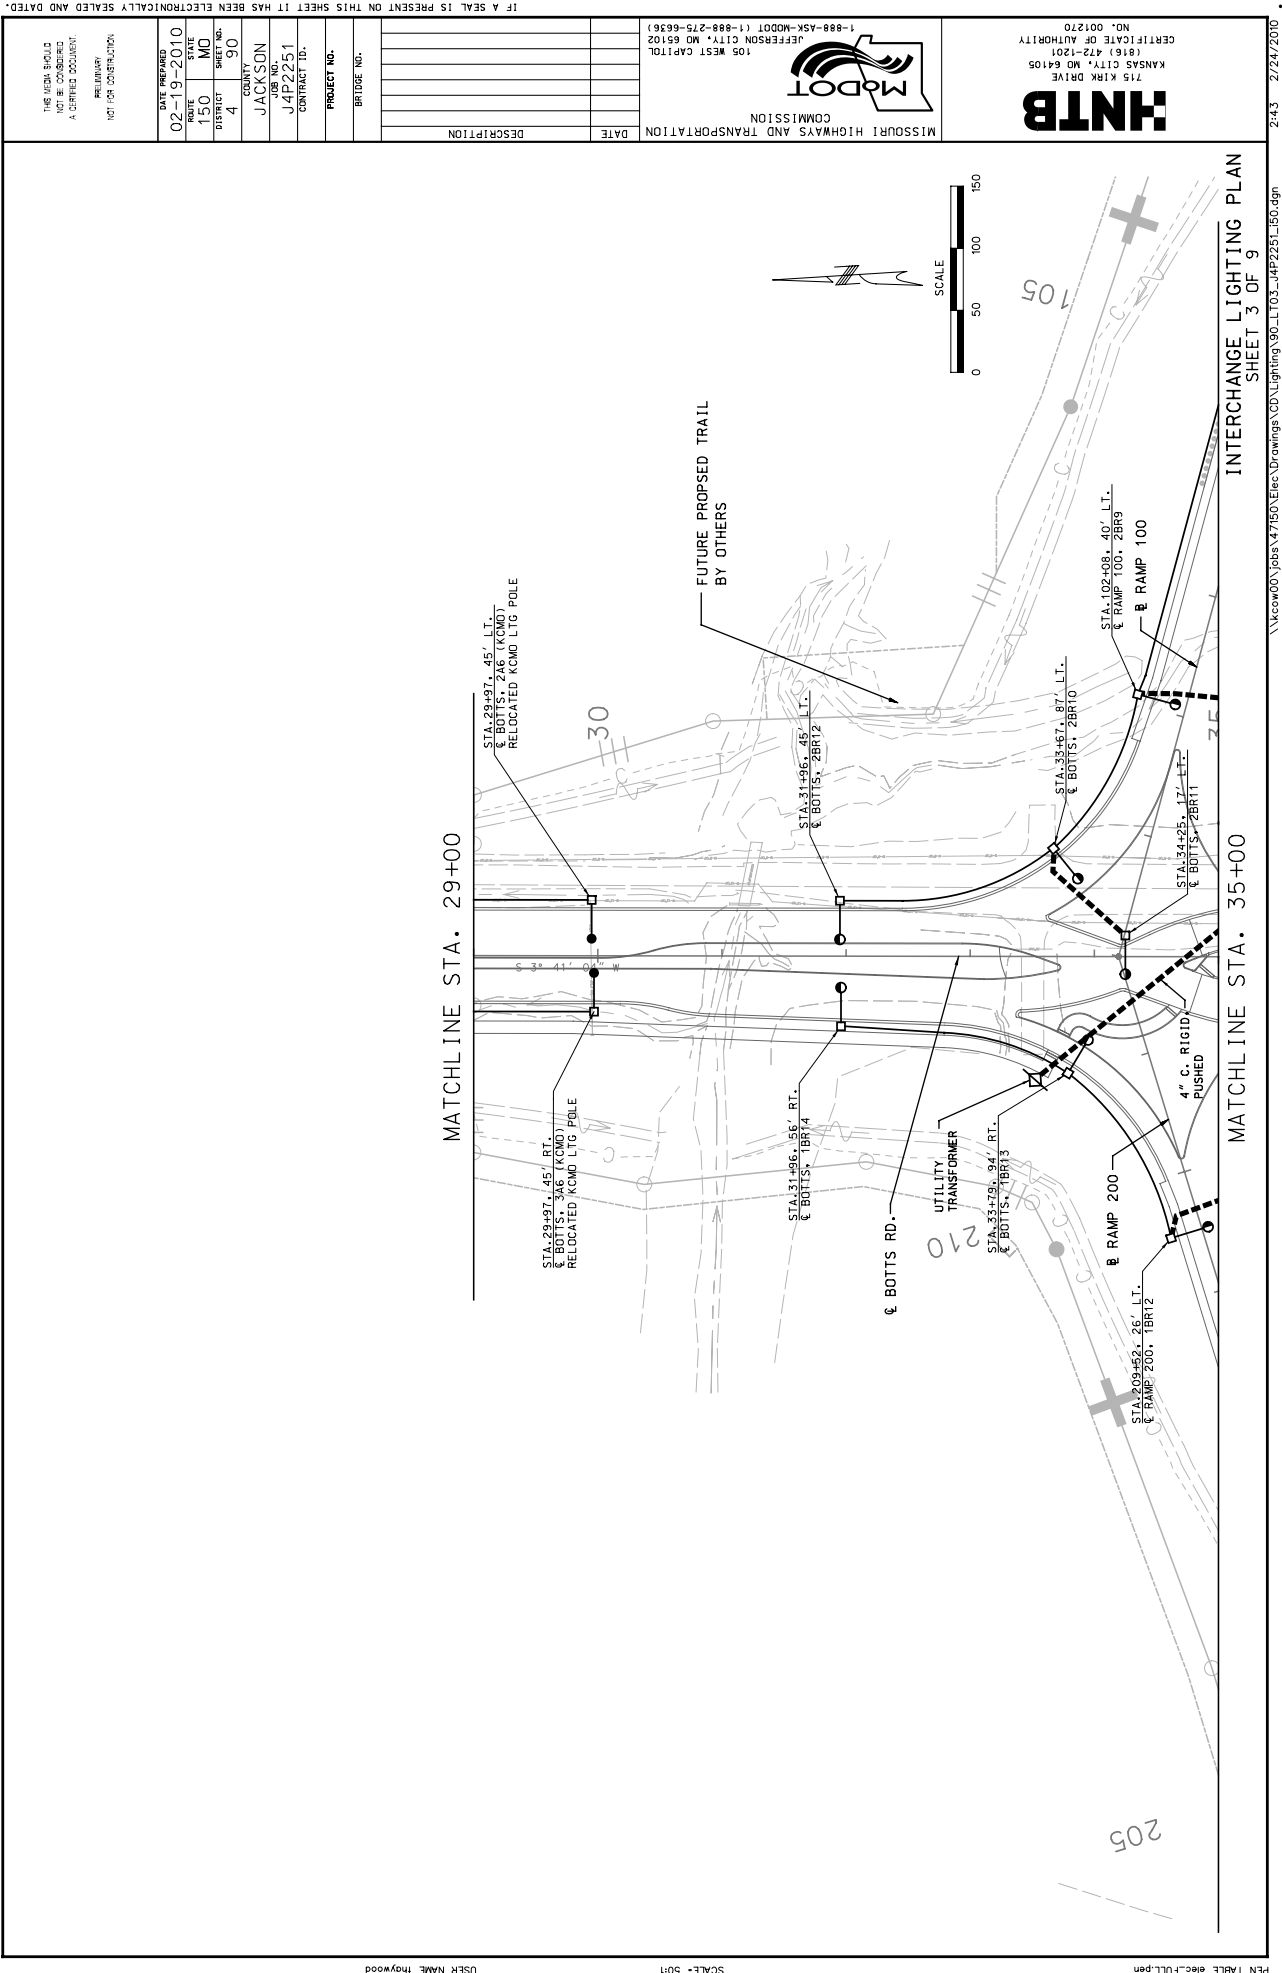 IF A SEAL IS PRESENT ON THIS SHEET IT HAS BEEN ELECTRONICALLY SEALED AND DATED.
THIS MEDIA SHOULD
NOT BE CONSIDERED
A CERTIFIED DOCUMENT.
PRELIMINARY
NOT FOR CONSTRUCTION
DATE PREPARED
02-19-2010
ROUTE STATE
150 MO
DISTRICT SHEET NO.
4 90
COUNTY
JACKSON
JOB NO.
J4P2251
CONTRACT ID.
PROJECT NO.
BRIDGE NO.
DESCRIPTION
DATE
MISSOURI HIGHWAYS AND TRANSPORTATION
COMMISSION
MoDOT
105 WEST CAPITOL
JEFFERSON CITY, MO 65102
1-888-ASK-MODOT (1-888-275-6636)
HNTB
715 KIRK DRIVE
KANSAS CITY, MO 64105
(816) 472-1201
CERTIFICATE OF AUTHORITY
NO. 001270
2:43 2/24/2010
\\kcow00\jobs\47150\Elec\Drawings\CD\Lighting\90_LT03_J4P2251_i50.dgn
INTERCHANGE LIGHTING PLAN
SHEET 3 OF 9
SCALE
0 50 100 150
MATCHLINE STA. 29+00
STA.29+97, 45' LT.
℄ BOTTS, 2A6 (KCMO)
RELOCATED KCMO LTG POLE
STA.29+97, 45' RT.
℄ BOTTS, 3A6 (KCMO)
RELOCATED KCMO LTG POLE
30
S 3° 41' 04" W
FUTURE PROPSED TRAIL
BY OTHERS
STA.31+96, 45' LT.
℄ BOTTS, 2BR12
STA.31+96, 56' RT.
℄ BOTTS, 1BR14
℄ BOTTS RD.
UTILITY
TRANSFORMER
STA.33+79, 94' RT.
℄ BOTTS, 1BR13
210
105
STA.33+67, 87' LT.
℄ BOTTS, 2BR10
STA.102+08, 40' LT.
℄ RAMP 100, 2BR9
B RAMP 100
STA.34+25, 17' LT.
℄ BOTTS, 2BR11
35
4" C. RIGID,
PUSHED
B RAMP 200
STA.209+52, 26' LT.
℄ RAMP 200, 1BR12
205
MATCHLINE STA. 35+00
USER NAME thaywood
SCALE- 50:1
PEN TABLE elec_FULL.pen